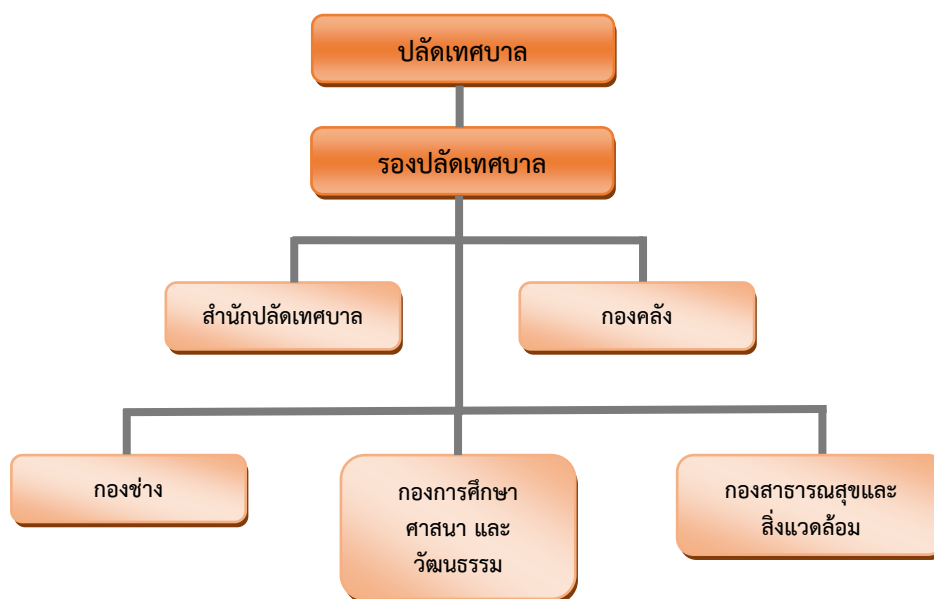 ปลัดเทศบาล
รองปลัดเทศบาล
สำนักปลัดเทศบาล
กองคลัง
กองช่าง
กองการศึกษา
ศาสนา และ
วัฒนธรรม
กองสาธารณสุขและ
สิ่งแวดล้อม